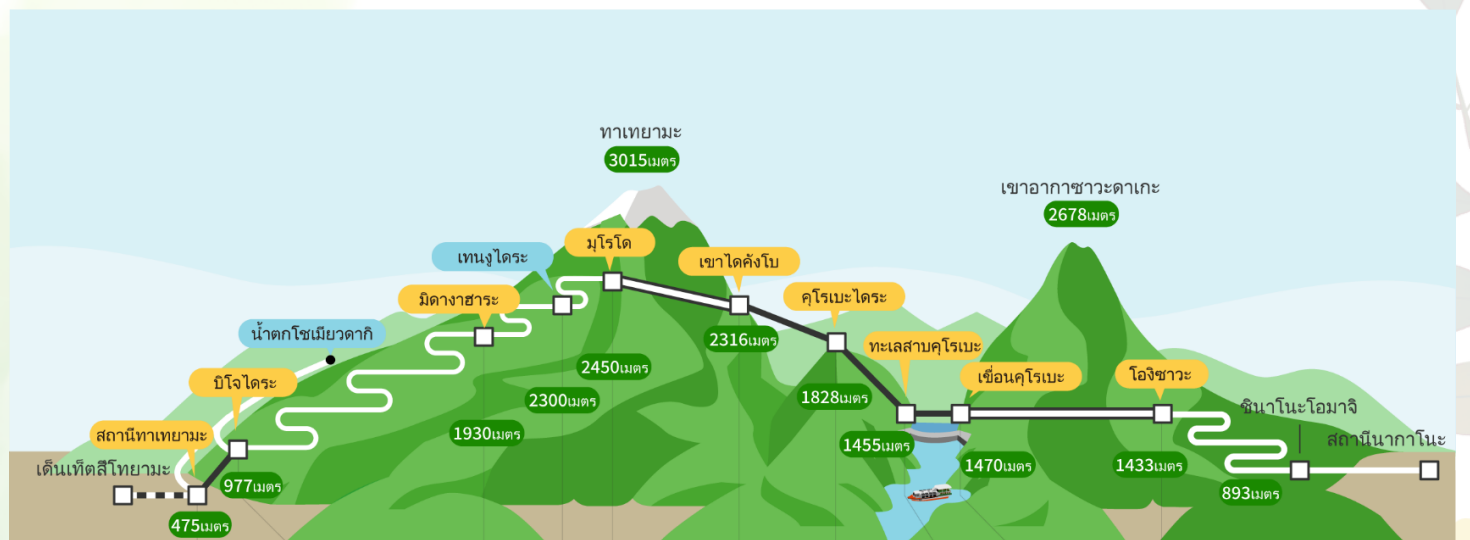 ทาเทยามะ
3015เมตร
เขาอากาซาวะดาเกะ
2678เมตร
มุโรโด
เทนงูไดระ
เขาไดคังโบ
มิดางาฮาระ
คุโรเบะไดระ
น้ำตกโชเมียวดากิ
2316เมตร
ทะเลสาบคุโรเบะ
2450เมตร
บิโจไดระ
เขื่อนคุโรเบะ
โองิซาวะ
2300เมตร
1828เมตร
ชินาโนะโอมาจิ
1930เมตร
สถานีทาเทยามะ
สถานีนากาโนะ
1455เมตร
เด็นเท็ตสึโทยามะ
1470เมตร
1433เมตร
977เมตร
893เมตร
475เมตร